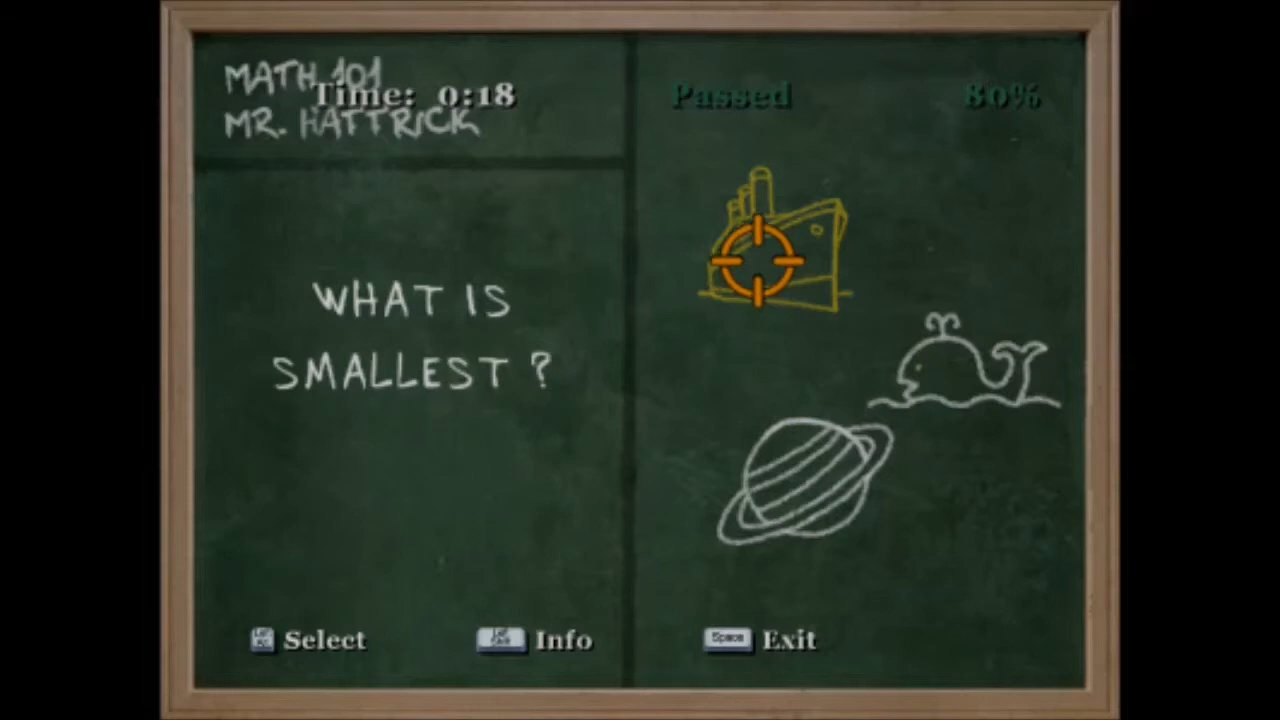 MATH 101
Time: 0:18
MR. HATTRICK
Passed 80%
WHAT IS
SMALLEST ?
Select
Info
Space Exit